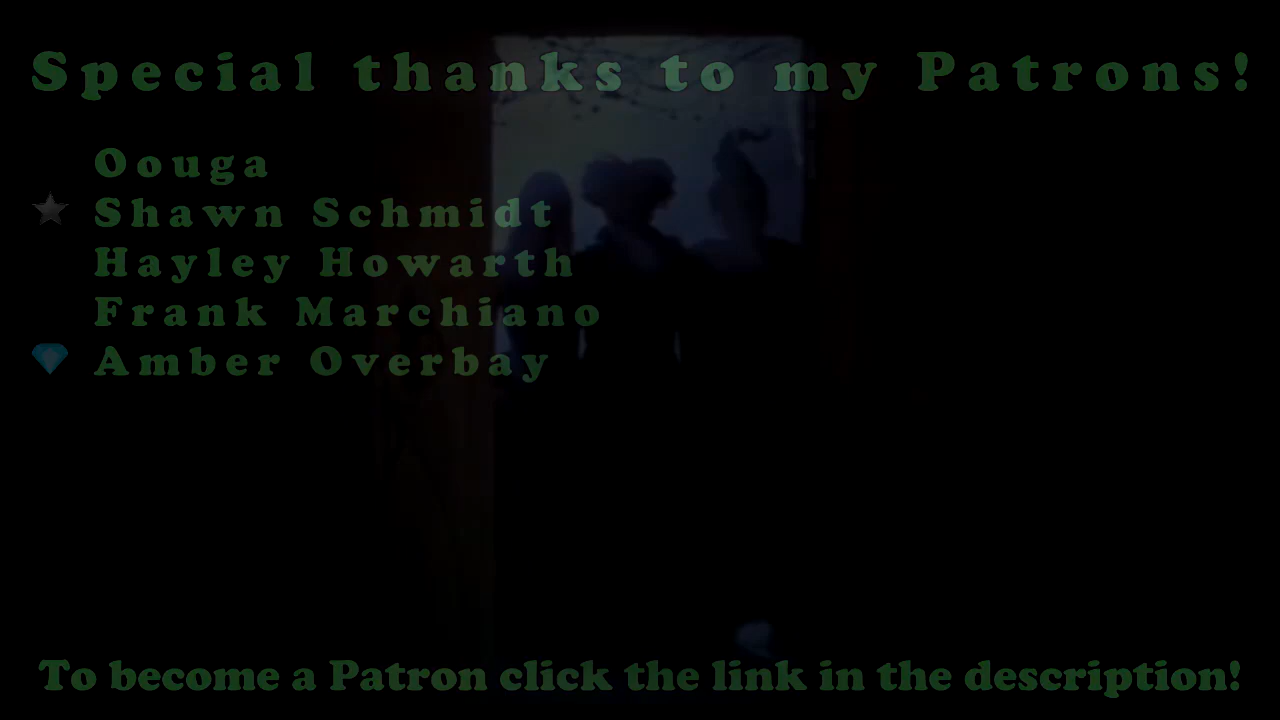 Special thanks to my Patrons!
Oouga
Shawn Schmidt
Hayley Howarth
Frank Marchiano
Amber Overbay
To become a Patron click the link in the description!